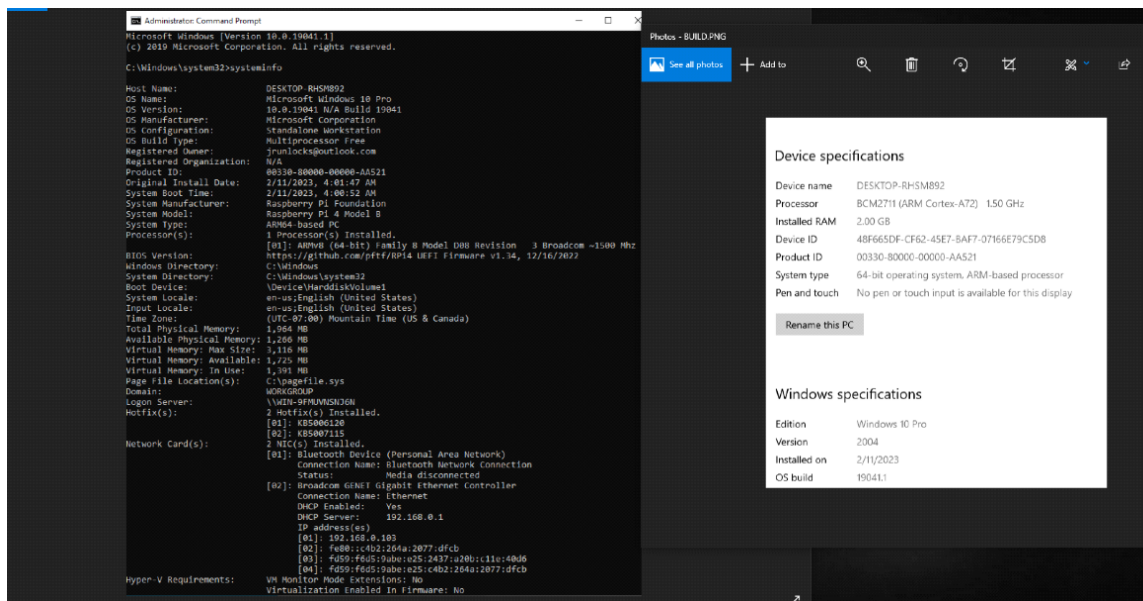 Administrator: Command Prompt
Microsoft Windows [Version 10.0.19041.1]
(c) 2019 Microsoft Corporation. All rights reserved.
C:\Windows\system32>systeminfo
Host Name: DESKTOP-RHSM892
OS Name: Microsoft Windows 10 Pro
OS Version: 10.0.19041 N/A Build 19041
OS Manufacturer: Microsoft Corporation
OS Configuration: Standalone Workstation
OS Build Type: Multiprocessor Free
Registered Owner: jrunlocks@outlook.com
Registered Organization: N/A
Product ID: 00330-80000-00000-AA521
Original Install Date: 2/11/2023, 4:01:47 AM
System Boot Time: 2/11/2023, 4:00:52 AM
System Manufacturer: Raspberry Pi Foundation
System Model: Raspberry Pi 4 Model B
System Type: ARM64-based PC
Processor(s): 1 Processor(s) Installed.
[01]: ARMv8 (64-bit) Family 8 Model D08 Revision 3 Broadcom ~1500 Mhz
BIOS Version: https://github.com/pftf/RPi4 UEFI Firmware v1.34, 12/16/2022
Windows Directory: C:\Windows
System Directory: C:\Windows\system32
Boot Device: \Device\HarddiskVolume1
System Locale: en-us;English (United States)
Input Locale: en-us;English (United States)
Time Zone: (UTC-07:00) Mountain Time (US & Canada)
Total Physical Memory: 1,964 MB
Available Physical Memory: 1,266 MB
Virtual Memory: Max Size: 3,116 MB
Virtual Memory: Available: 1,725 MB
Virtual Memory: In Use: 1,391 MB
Page File Location(s): C:\pagefile.sys
Domain: WORKGROUP
Logon Server: \\WIN-9FMUVNSNJ6N
Hotfix(s): 2 Hotfix(s) Installed.
[01]: KB5006120
[02]: KB5007115
Network Card(s): 2 NIC(s) Installed.
[01]: Bluetooth Device (Personal Area Network)
Connection Name: Bluetooth Network Connection
Status: Media disconnected
[02]: Broadcom GENET Gigabit Ethernet Controller
Connection Name: Ethernet
DHCP Enabled: Yes
DHCP Server: 192.168.0.1
IP address(es)
[01]: 192.168.0.103
[02]: fe80::c4b2:264a:2077:dfcb
[03]: fd59:f6d5:9abe:e25:2437:a20b:c11e:40d6
[04]: fd59:f6d5:9abe:e25:c4b2:264a:2077:dfcb
Hyper-V Requirements: VM Monitor Mode Extensions: No
Virtualization Enabled In Firmware: No
Photos - BUILD.PNG
See all photos
Add to
Device specifications
Device name DESKTOP-RHSM892
Processor BCM2711 (ARM Cortex-A72) 1.50 GHz
Installed RAM 2.00 GB
Device ID 48F665DF-CF62-45E7-BAF7-07166E79C5D8
Product ID 00330-80000-00000-AA521
System type 64-bit operating system, ARM-based processor
Pen and touch No pen or touch input is available for this display
Rename this PC
Windows specifications
Edition Windows 10 Pro
Version 2004
Installed on 2/11/2023
OS build 19041.1